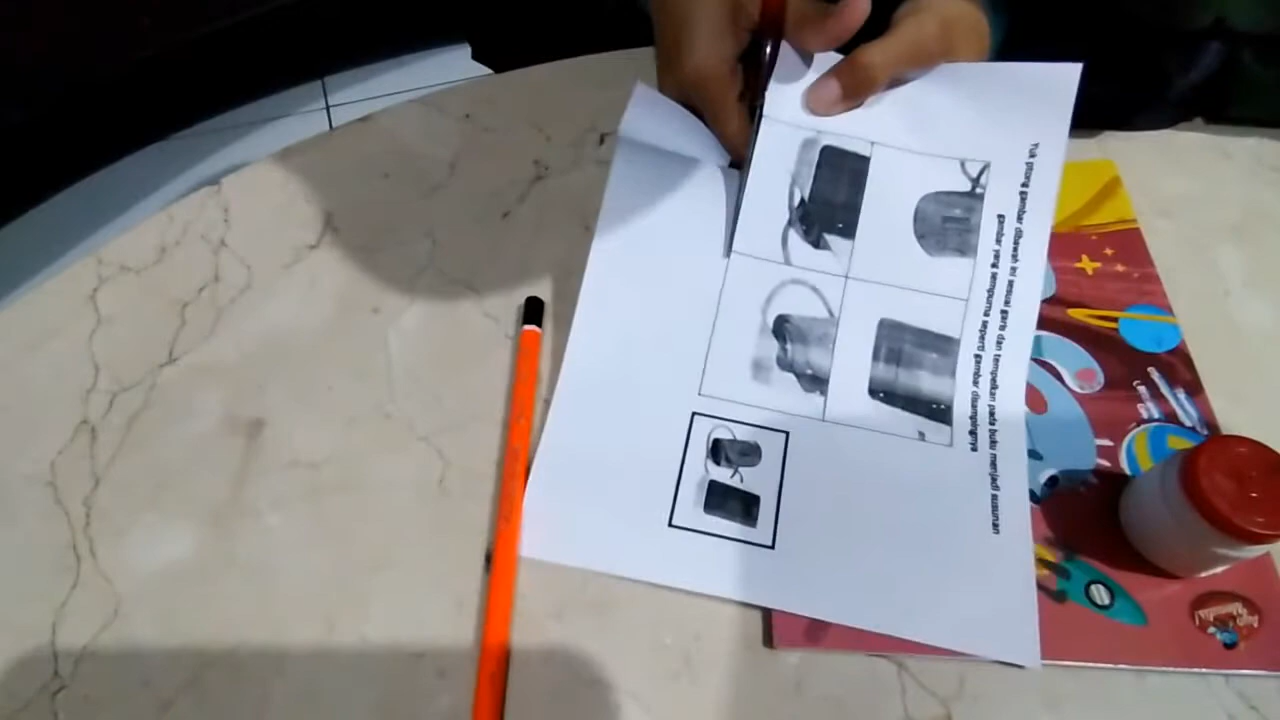 Yuk potong gambar dibawah ini sesuai garis dan tempelkan pada buku menjadi susunan
gambar yang sempurna seperti gambar disampingnya